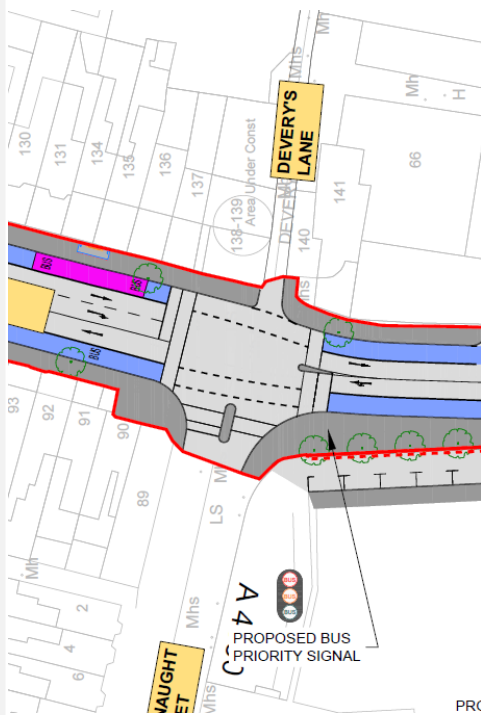 Mhs
Mh
H
DEVERY'S
LANE
130
131
134
135
136
137
138-139
Area Under Const
66
141
140
BUS
BUS
BUS
93
92
91
90
89
LS
Mhs
Mh
2
4
6
A 4
BUS
BUS
BUS
PROPOSED BUS
PRIORITY SIGNAL
NAUGHT
ET
Mhs
PRO